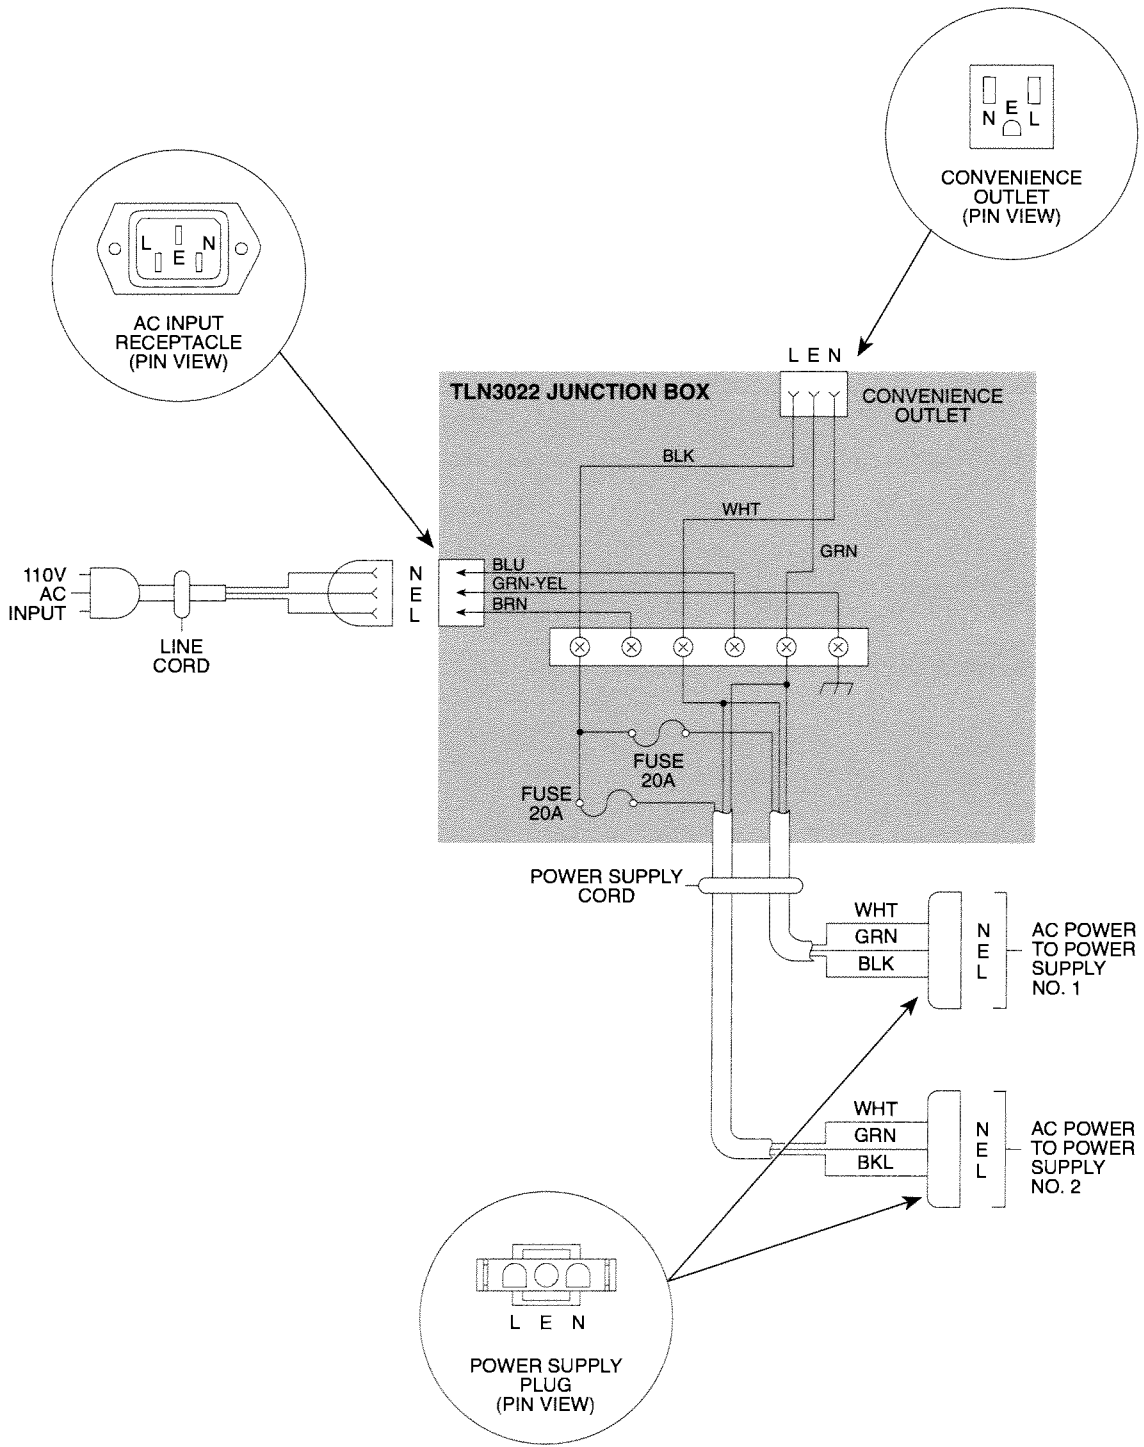 N E L
CONVENIENCE
OUTLET
(PIN VIEW)
L E N
AC INPUT
RECEPTACLE
(PIN VIEW)
L E N
TLN3022 JUNCTION BOX
CONVENIENCE
OUTLET
BLK
WHT
GRN
110V
AC
INPUT
LINE
CORD
N
E
L
BLU
GRN-YEL
BRN
FUSE
20A
FUSE
20A
POWER SUPPLY
CORD
WHT
GRN
BLK
N
E
L
AC POWER
TO POWER
SUPPLY
NO. 1
WHT
GRN
BKL
N
E
L
AC POWER
TO POWER
SUPPLY
NO. 2
L E N
POWER SUPPLY
PLUG
(PIN VIEW)